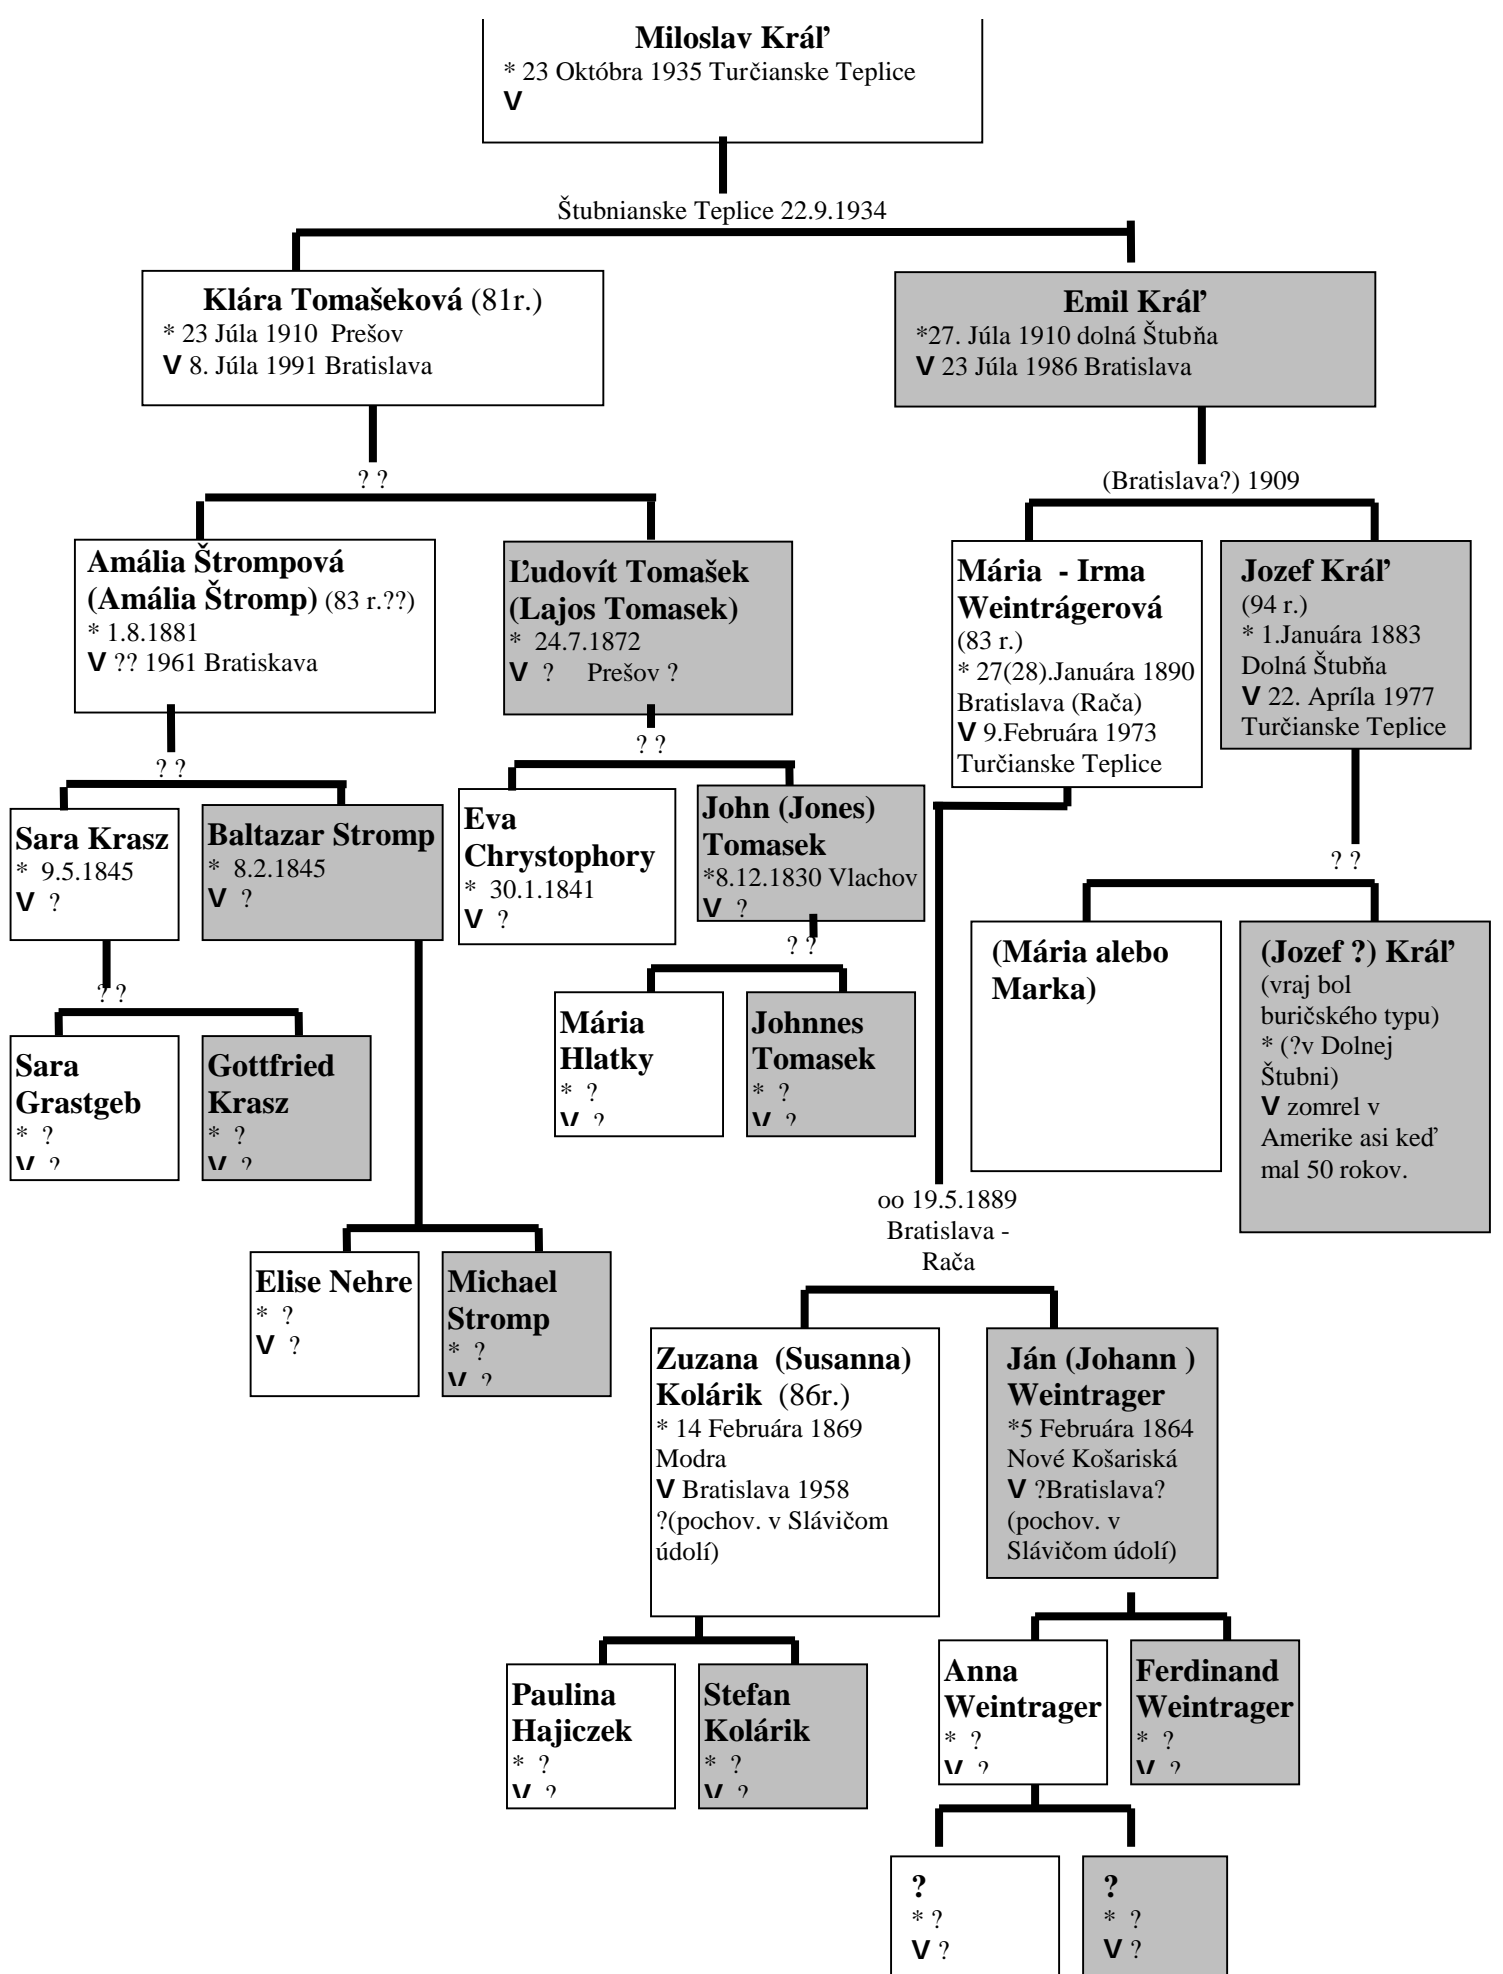 Miloslav Kráľ
* 23 Októbra 1935 Turčianske Teplice
V
Štubnianske Teplice 22.9.1934
Klára Tomašeková (81r.)
* 23 Júla 1910  Prešov
V 8. Júla 1991 Bratislava
Emil Kráľ
*27. Júla 1910 dolná Štubňa
V 23 Júla 1986 Bratislava
? ?
(Bratislava?) 1909
Amália Štrompová
(Amália Štromp) (83 r.??)
* 1.8.1881
V ?? 1961 Bratiskava
Ľudovít Tomašek
(Lajos Tomasek)
*  24.7.1872
V  ?    Prešov ?
Mária  - Irma
Weintrágerová
(83 r.)
* 27(28).Januára 1890
Bratislava (Rača)
V 9.Februára 1973
Turčianske Teplice
Jozef Kráľ
(94 r.)
* 1.Januára 1883
Dolná Štubňa
V 22. Apríla 1977
Turčianske Teplice
? ?
? ?
? ?
Sara Krasz
*  9.5.1845
V  ?
Baltazar Stromp
*  8.2.1845
V  ?
Eva
Chrystophory
*  30.1.1841
V  ?
John (Jones)
Tomasek
*8.12.1830 Vlachov
V  ?
? ?
? ?
(Mária alebo
Marka)
(Jozef ?) Kráľ
(vraj bol
buričského typu)
* (?v Dolnej
Štubni)
V zomrel v
Amerike asi keď
mal 50 rokov.
Sara
Grastgeb
*  ?
V  ?
Gottfried
Krasz
*  ?
V  ?
Mária
Hlatky
*  ?
V  ?
Johnnes
Tomasek
*  ?
V  ?
oo 19.5.1889
Bratislava -
Rača
Elise Nehre
*  ?
V  ?
Michael
Stromp
*  ?
V  ?
Zuzana  (Susanna)
Kolárik  (86r.)
* 14 Februára 1869
Modra
V Bratislava 1958
?(pochov. v Slávičom
údolí)
Ján (Johann )
Weintrager
*5 Februára 1864
Nové Košariská
V ?Bratislava?
(pochov. v
Slávičom údolí)
Paulina
Hajiczek
*  ?
V  ?
Stefan
Kolárik
*  ?
V  ?
Anna
Weintrager
*  ?
V  ?
Ferdinand
Weintrager
*  ?
V  ?
?
* ?
V ?
?
*  ?
V ?